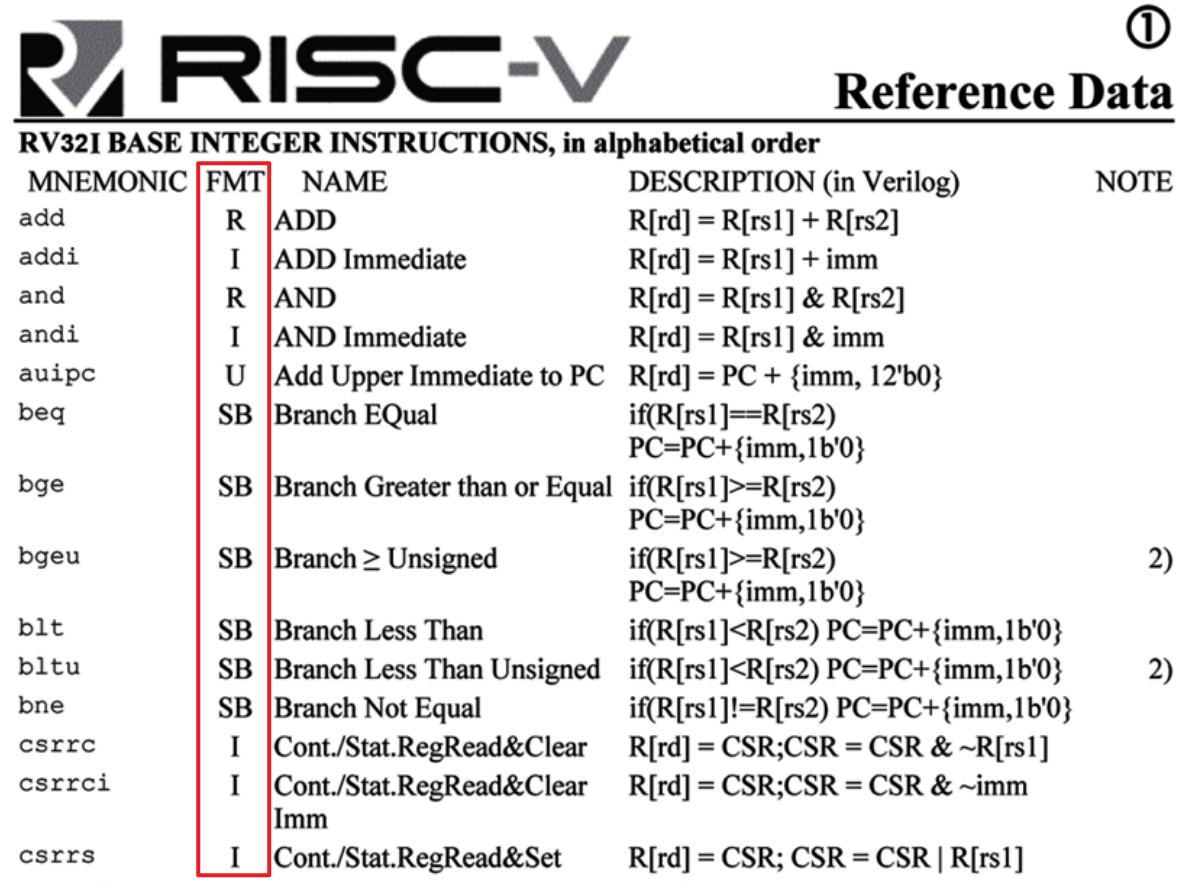 ①
RISC-V
Reference Data
RV32I BASE INTEGER INSTRUCTIONS, in alphabetical order
MNEMONIC FMT NAME DESCRIPTION (in Verilog) NOTE
add R ADD R[rd] = R[rs1] + R[rs2]
addi I ADD Immediate R[rd] = R[rs1] + imm
and R AND R[rd] = R[rs1] & R[rs2]
andi I AND Immediate R[rd] = R[rs1] & imm
auipc U Add Upper Immediate to PC R[rd] = PC + {imm, 12'b0}
beq SB Branch EQual if(R[rs1]==R[rs2)
PC=PC+{imm,1b'0}
bge SB Branch Greater than or Equal if(R[rs1]>=R[rs2)
PC=PC+{imm,1b'0}
bgeu SB Branch ≥ Unsigned if(R[rs1]>=R[rs2) 2)
PC=PC+{imm,1b'0}
blt SB Branch Less Than if(R[rs1]<R[rs2) PC=PC+{imm,1b'0}
bltu SB Branch Less Than Unsigned if(R[rs1]<R[rs2) PC=PC+{imm,1b'0} 2)
bne SB Branch Not Equal if(R[rs1]!=R[rs2) PC=PC+{imm,1b'0}
csrrc I Cont./Stat.RegRead&Clear R[rd] = CSR;CSR = CSR & ~R[rs1]
csrrci I Cont./Stat.RegRead&Clear R[rd] = CSR;CSR = CSR & ~imm
Imm
csrrs I Cont./Stat.RegRead&Set R[rd] = CSR; CSR = CSR | R[rs1]